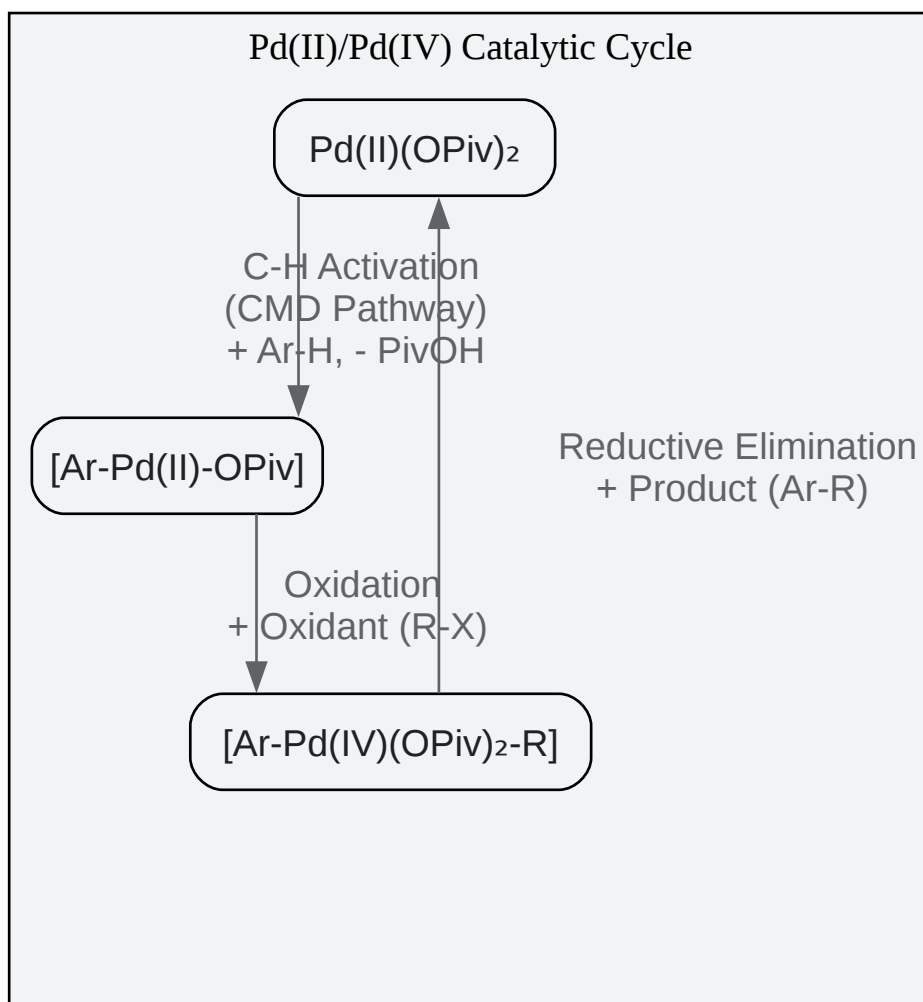 Pd(II)/Pd(IV) Catalytic Cycle
Pd(II)(OPiv)₂
C-H Activation
(CMD Pathway)
+ Ar-H, - PivOH
[Ar-Pd(II)-OPiv]
Reductive Elimination
+ Product (Ar-R)
Oxidation
+ Oxidant (R-X)
[Ar-Pd(IV)(OPiv)₂-R]